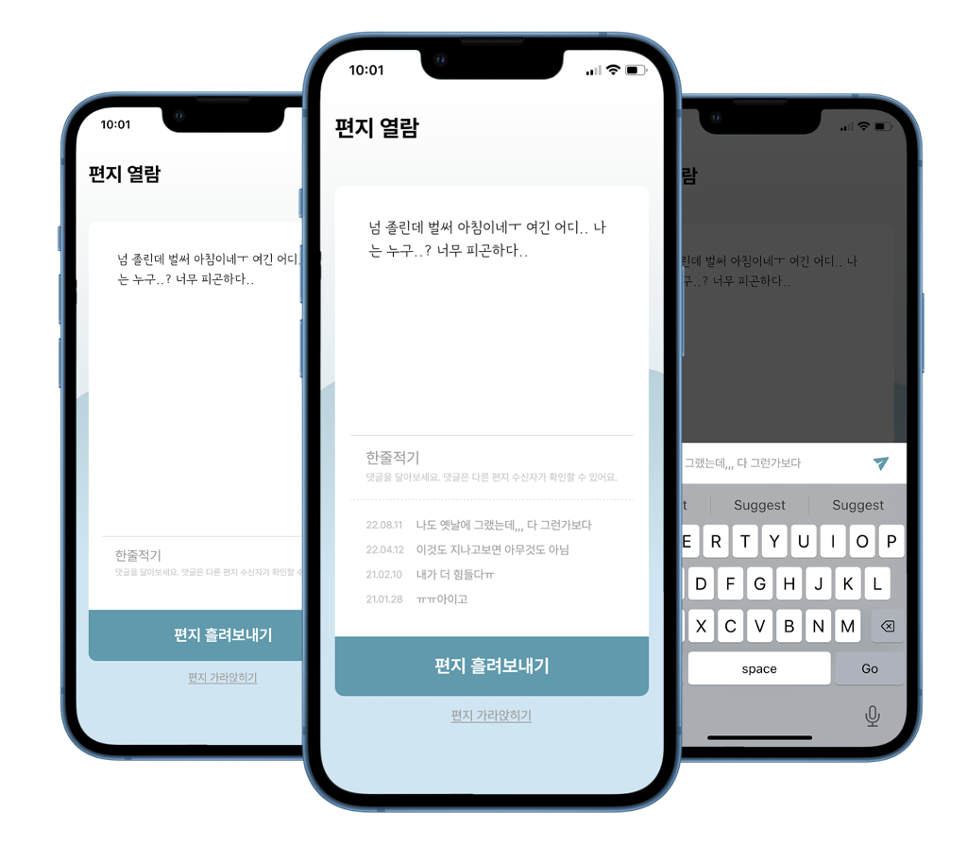 10:01
편지 열람
넘 졸린데 벌써 아침이네ㅜ 여긴 어디..
는 누구..? 너무 피곤하다..
한줄적기
댓글을 달아보세요. 댓글은 다른 편지 수신자가 확인할
편지 흘려보내기
편지 가라앉히기
10:01
편지 열람
넘 졸린데 벌써 아침이네ㅜ 여긴 어디.. 나
는 누구..? 너무 피곤하다..
한줄적기
댓글을 달아보세요. 댓글은 다른 편지 수신자가 확인할 수 있어요.
22.08.11 나도 옛날에 그랬는데,,, 다 그런가보다
22.04.12 이것도 지나고보면 아무것도 아님
21.02.10 내가 더 힘들다ㅠ
21.01.28 ㅠㅠ아이고
편지 흘려보내기
편지 가라앉히기
람
린데 벌써 아침이네ㅜ 여긴 어디.. 나
구..? 너무 피곤하다..
그랬는데,,, 다 그런가보다
t Suggest Suggest
E R T Y U I O P
D F G H J K L
X C V B N M
space Go